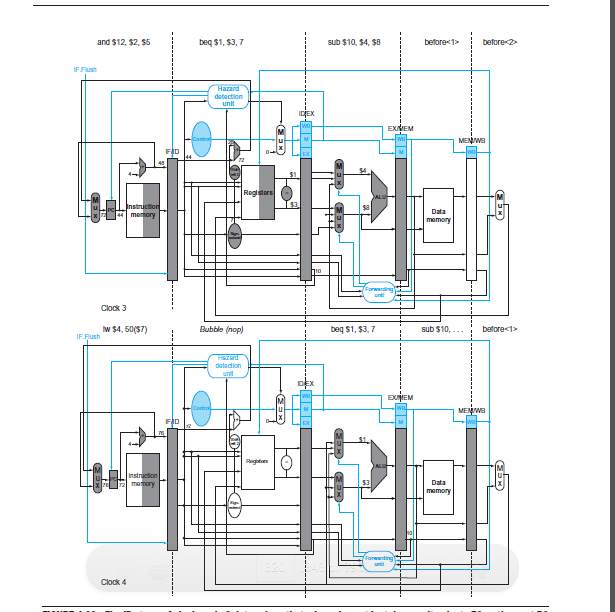 and $12, $2, $5
beq $1, $3, 7
sub $10, $4, $8
before<1>
before<2>
IF.Flush
Hazard
detection
unit
ID/EX
Control
M
u
x
0
WB
M
EX
EX/MEM
WB
M
MEM/WB
WB
IF/ID
44
48
4
72
28
Registers
$1
$3
=
M
u
x
72
PC
44
Instruction
memory
M
u
x
M
u
x
$4
$8
ALU
Data
memory
M
u
x
10
Forwarding
unit
Clock 3
lw $4, 50($7)
Bubble (nop)
beq $1, $3, 7
sub $10, . . .
before<1>
IF.Flush
Hazard
detection
unit
ID/EX
Control
M
u
x
0
WB
M
EX
EX/MEM
WB
M
MEM/WB
WB
IF/ID
76
72
4
Registers
=
M
u
x
76
PC
72
Instruction
memory
M
u
x
M
u
x
$1
$3
ALU
Data
memory
M
u
x
10
Forwarding
unit
Clock 4